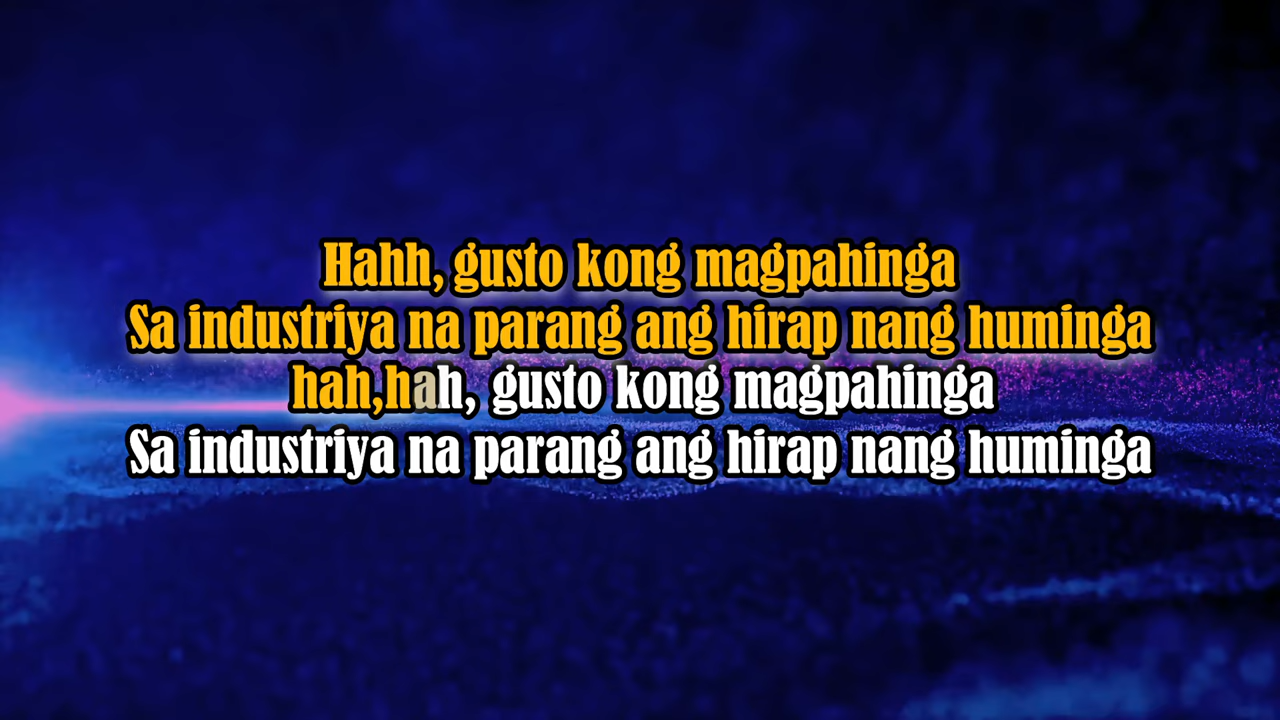 Hahh, gusto kong magpahinga
Sa industriya na parang ang hirap nang huminga
hah,hah, gusto kong magpahinga
Sa industriya na parang ang hirap nang huminga